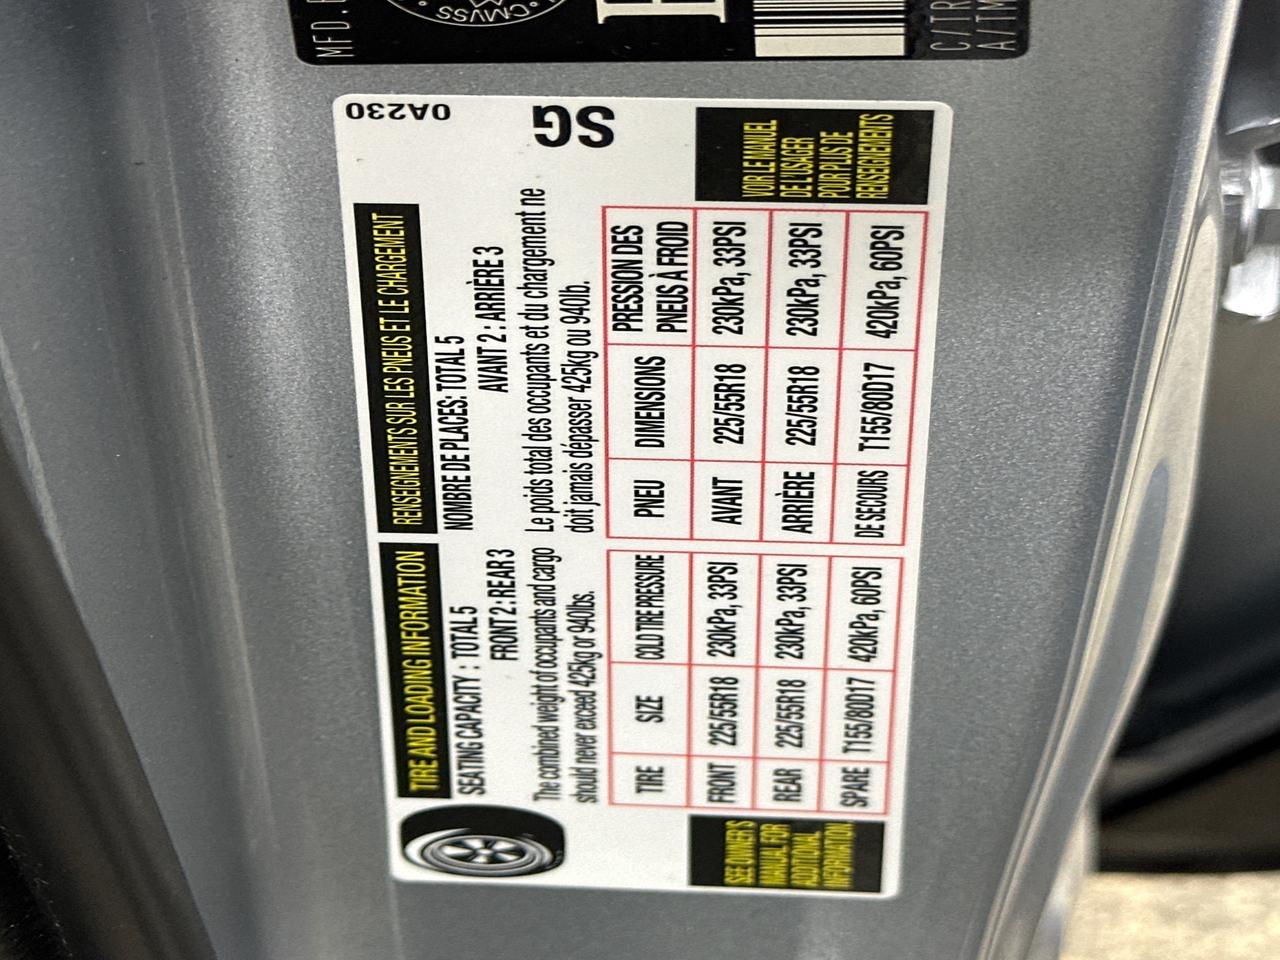 MFD.
CMVSS
C/TR
A/TM
0A230
SG
TIRE AND LOADING INFORMATION
SEATING CAPACITY : TOTAL 5
FRONT 2 : REAR 3
The combined weight of occupants and cargo
should never exceed 425kg or 940lbs.
TIRE SIZE COLD TIRE PRESSURE
FRONT 225/55R18 230kPa, 33PSI
REAR 225/55R18 230kPa, 33PSI
SPARE T155/80D17 420kPa, 60PSI
SEE OWNER'S
MANUAL FOR
ADDITIONAL
INFORMATION
RENSEIGNEMENTS SUR LES PNEUS ET LE CHARGEMENT
NOMBRE DE PLACES: TOTAL 5
AVANT 2 : ARRIÈRE 3
Le poids total des occupants et du chargement ne
doit jamais dépasser 425kg ou 940lb.
PNEU DIMENSIONS PRESSION DES
PNEUS À FROID
AVANT 225/55R18 230kPa, 33PSI
ARRIÈRE 225/55R18 230kPa, 33PSI
DE SECOURS T155/80D17 420kPa, 60PSI
VOIR LE MANUEL
DE L'USAGER
POUR PLUS DE
RENSEIGNEMENTS